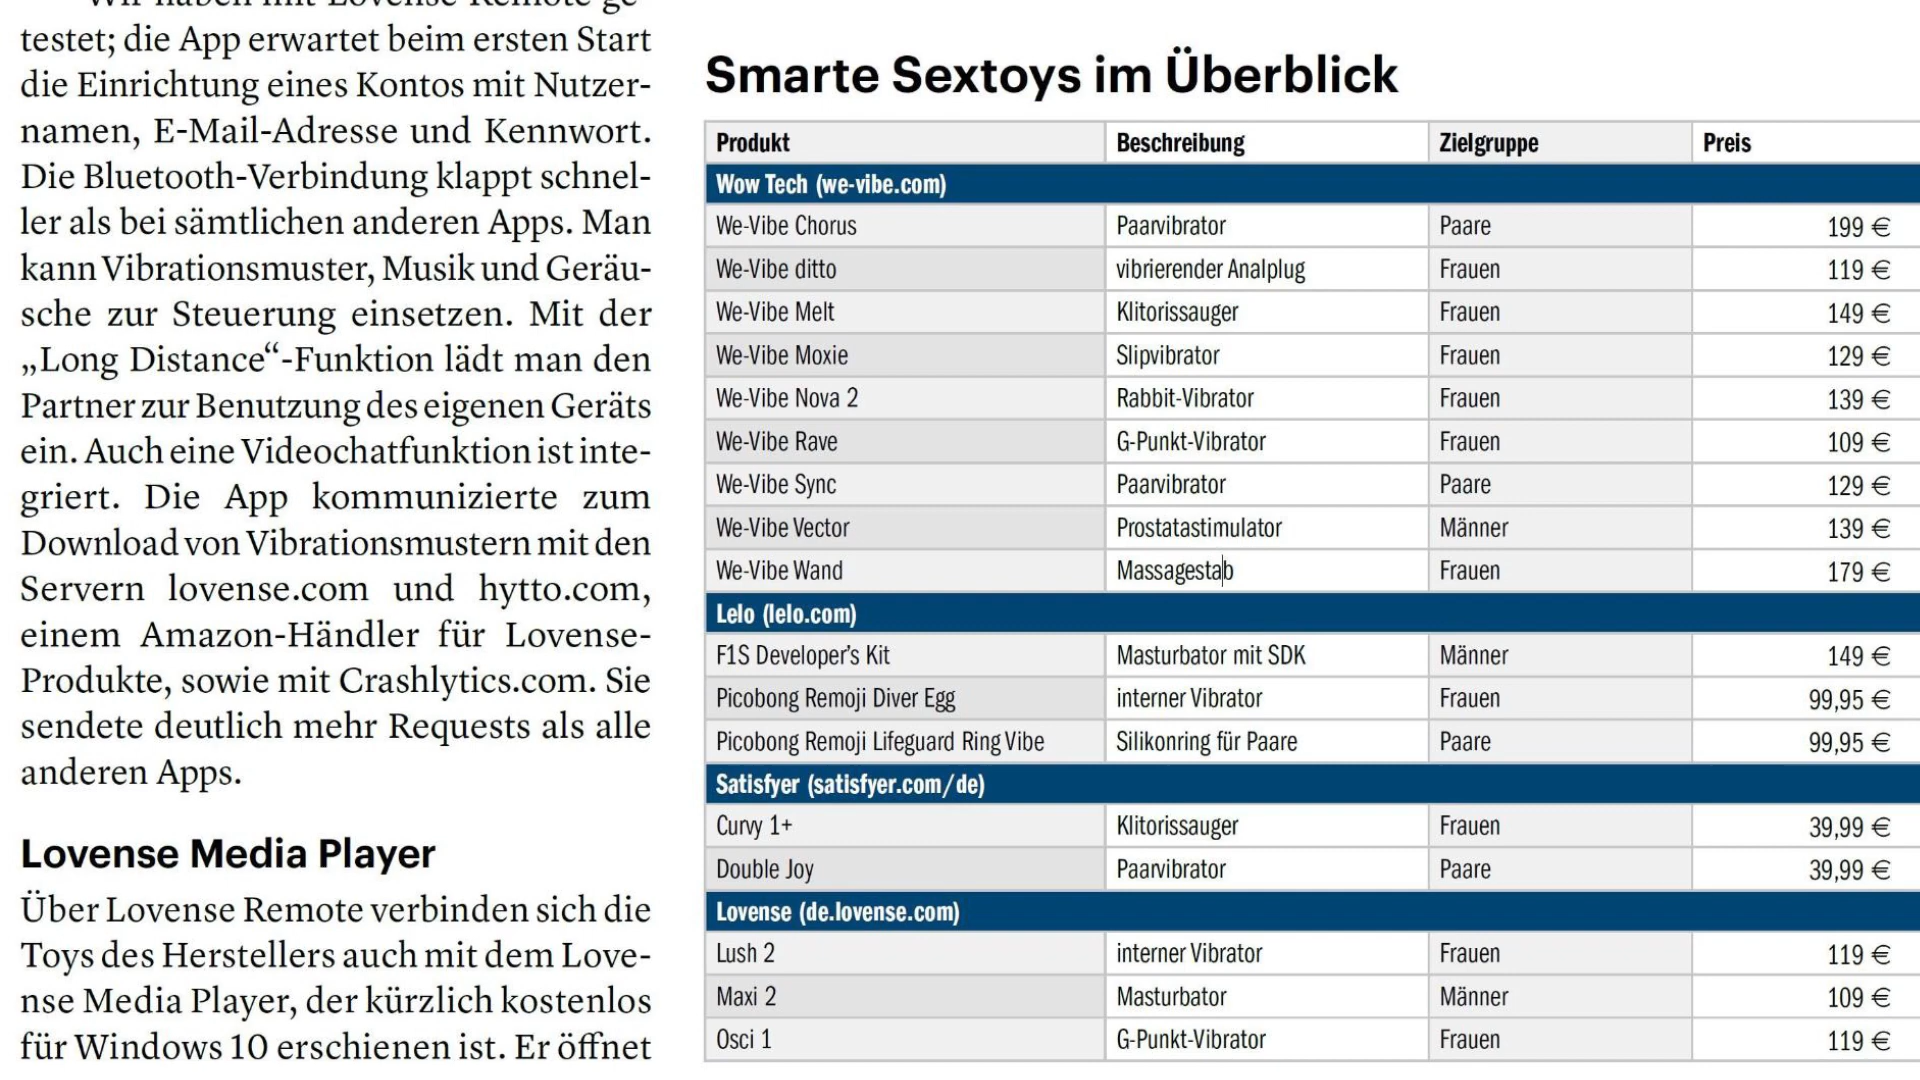 Wir haben mit Lovense Remote ge-
testet; die App erwartet beim ersten Start
die Einrichtung eines Kontos mit Nutzer-
namen, E-Mail-Adresse und Kennwort.
Die Bluetooth-Verbindung klappt schnel-
ler als bei sämtlichen anderen Apps. Man
kann Vibrationsmuster, Musik und Geräu-
sche zur Steuerung einsetzen. Mit der
„Long Distance“-Funktion lädt man den
Partner zur Benutzung des eigenen Geräts
ein. Auch eine Videochatfunktion ist inte-
griert. Die App kommunizierte zum
Download von Vibrationsmustern mit den
Servern lovense.com und hytto.com,
einem Amazon-Händler für Lovense-
Produkte, sowie mit Crashlytics.com. Sie
sendete deutlich mehr Requests als alle
anderen Apps.
Lovense Media Player
Über Lovense Remote verbinden sich die
Toys des Herstellers auch mit dem Love-
nse Media Player, der kürzlich kostenlos
für Windows 10 erschienen ist. Er öffnet
Smarte Sextoys im Überblick
Produkt Beschreibung Zielgruppe Preis
Wow Tech (we-vibe.com)
We-Vibe Chorus Paarvibrator Paare 199 €
We-Vibe ditto vibrierender Analplug Frauen 119 €
We-Vibe Melt Klitorissauger Frauen 149 €
We-Vibe Moxie Slipvibrator Frauen 129 €
We-Vibe Nova 2 Rabbit-Vibrator Frauen 139 €
We-Vibe Rave G-Punkt-Vibrator Frauen 109 €
We-Vibe Sync Paarvibrator Paare 129 €
We-Vibe Vector Prostatastimulator Männer 139 €
We-Vibe Wand Massagestab Frauen 179 €
Lelo (lelo.com)
F1S Developer’s Kit Masturbator mit SDK Männer 149 €
Picobong Remoji Diver Egg interner Vibrator Frauen 99,95 €
Picobong Remoji Lifeguard Ring Vibe Silikonring für Paare Paare 99,95 €
Satisfyer (satisfyer.com/de)
Curvy 1+ Klitorissauger Frauen 39,99 €
Double Joy Paarvibrator Paare 39,99 €
Lovense (de.lovense.com)
Lush 2 interner Vibrator Frauen 119 €
Maxi 2 Masturbator Männer 109 €
Osci 1 G-Punkt-Vibrator Frauen 119 €